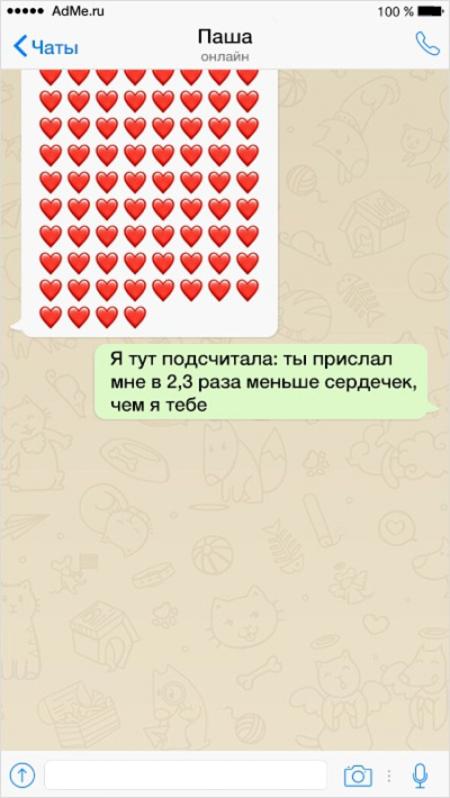 AdMe.ru 100 %
Чаты Паша
онлайн
Я тут подсчитала: ты прислал
мне в 2,3 раза меньше сердечек,
чем я тебе